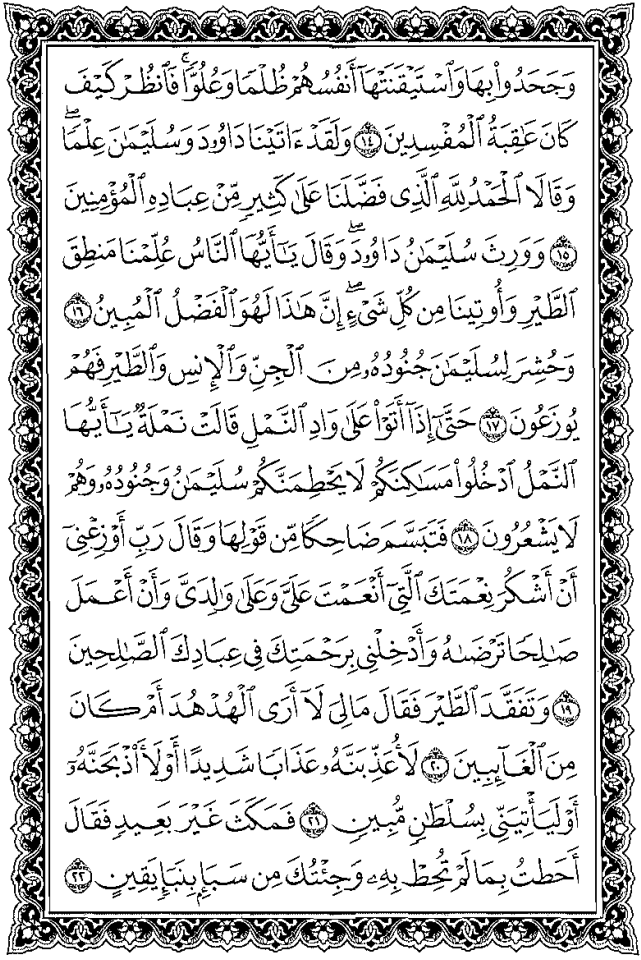 وَجَحَدُوا۟ بِهَا وَٱسْتَيْقَنَتْهَآ أَنفُسُهُمْ ظُلْمًا وَعُلُوًّا ۚ فَٱنظُرْ كَيْفَ
كَانَ عَٰقِبَةُ ٱلْمُفْسِدِينَ ١٤ وَلَقَدْ ءَاتَيْنَا دَاوُۥدَ وَسُلَيْمَٰنَ عِلْمًا ۖ
وَقَالَا ٱلْحَمْدُ لِلَّهِ ٱلَّذِى فَضَّلَنَا عَلَىٰ كَثِيرٍ مِّنْ عِبَادِهِ ٱلْمُؤْمِنِينَ
١٥ وَوَرِثَ سُلَيْمَٰنُ دَاوُۥدَ ۖ وَقَالَ يَٰٓأَيُّهَا ٱلنَّاسُ عُلِّمْنَا مَنطِقَ
ٱلطَّيْرِ وَأُوتِينَا مِن كُلِّ شَىْءٍ ۖ إِنَّ هَٰذَا لَهُوَ ٱلْفَضْلُ ٱلْمُبِينُ ١٦
وَحُشِرَ لِسُلَيْمَٰنَ جُنُودُهُۥ مِنَ ٱلْجِنِّ وَٱلْإِنسِ وَٱلطَّيْرِ فَهُمْ
يُوزَعُونَ ١٧ حَتَّىٰٓ إِذَآ أَتَوْا۟ عَلَىٰ وَادِ ٱلنَّمْلِ قَالَتْ نَمْلَةٌ يَٰٓأَيُّهَا
ٱلنَّمْلُ ٱدْخُلُوا۟ مَسَٰكِنَكُمْ لَا يَحْطِمَنَّكُمْ سُلَيْمَٰنُ وَجُنُودُهُۥ وَهُمْ
لَا يَشْعُرُونَ ١٨ فَتَبَسَّمَ ضَاحِكًا مِّن قَوْلِهَا وَقَالَ رَبِّ أَوْزِعْنِىٓ
أَنْ أَشْكُرَ نِعْمَتَكَ ٱلَّتِىٓ أَنْعَمْتَ عَلَىَّ وَعَلَىٰ وَٰلِدَىَّ وَأَنْ أَعْمَلَ
صَٰلِحًا تَرْضَىٰهُ وَأَدْخِلْنِى بِرَحْمَتِكَ فِى عِبَادِكَ ٱلصَّٰلِحِينَ
١٩ وَتَفَقَّدَ ٱلطَّيْرَ فَقَالَ مَالِىَ لَآ أَرَى ٱلْهُدْهُدَ أَمْ كَانَ
مِنَ ٱلْغَآئِبِينَ ٢٠ لَأُعَذِّبَنَّهُۥ عَذَابًا شَدِيدًا أَوْ لَأَا۟ذْبَحَنَّهُۥٓ
أَوْ لَيَأْتِيَنِّى بِسُلْطَٰنٍ مُّبِينٍ ٢١ فَمَكَثَ غَيْرَ بَعِيدٍ فَقَالَ
أَحَطتُ بِمَا لَمْ تُحِطْ بِهِۦ وَجِئْتُكَ مِن سَبَإٍۭ بِنَبَإٍ يَقِينٍ ٢٢